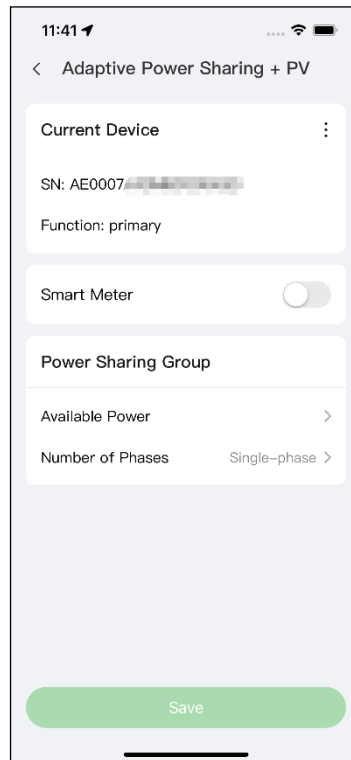 11:41
Adaptive Power Sharing + PV
Current Device
SN: AE0007
Function: primary
Smart Meter
Power Sharing Group
Available Power
Number of Phases Single-phase
Save